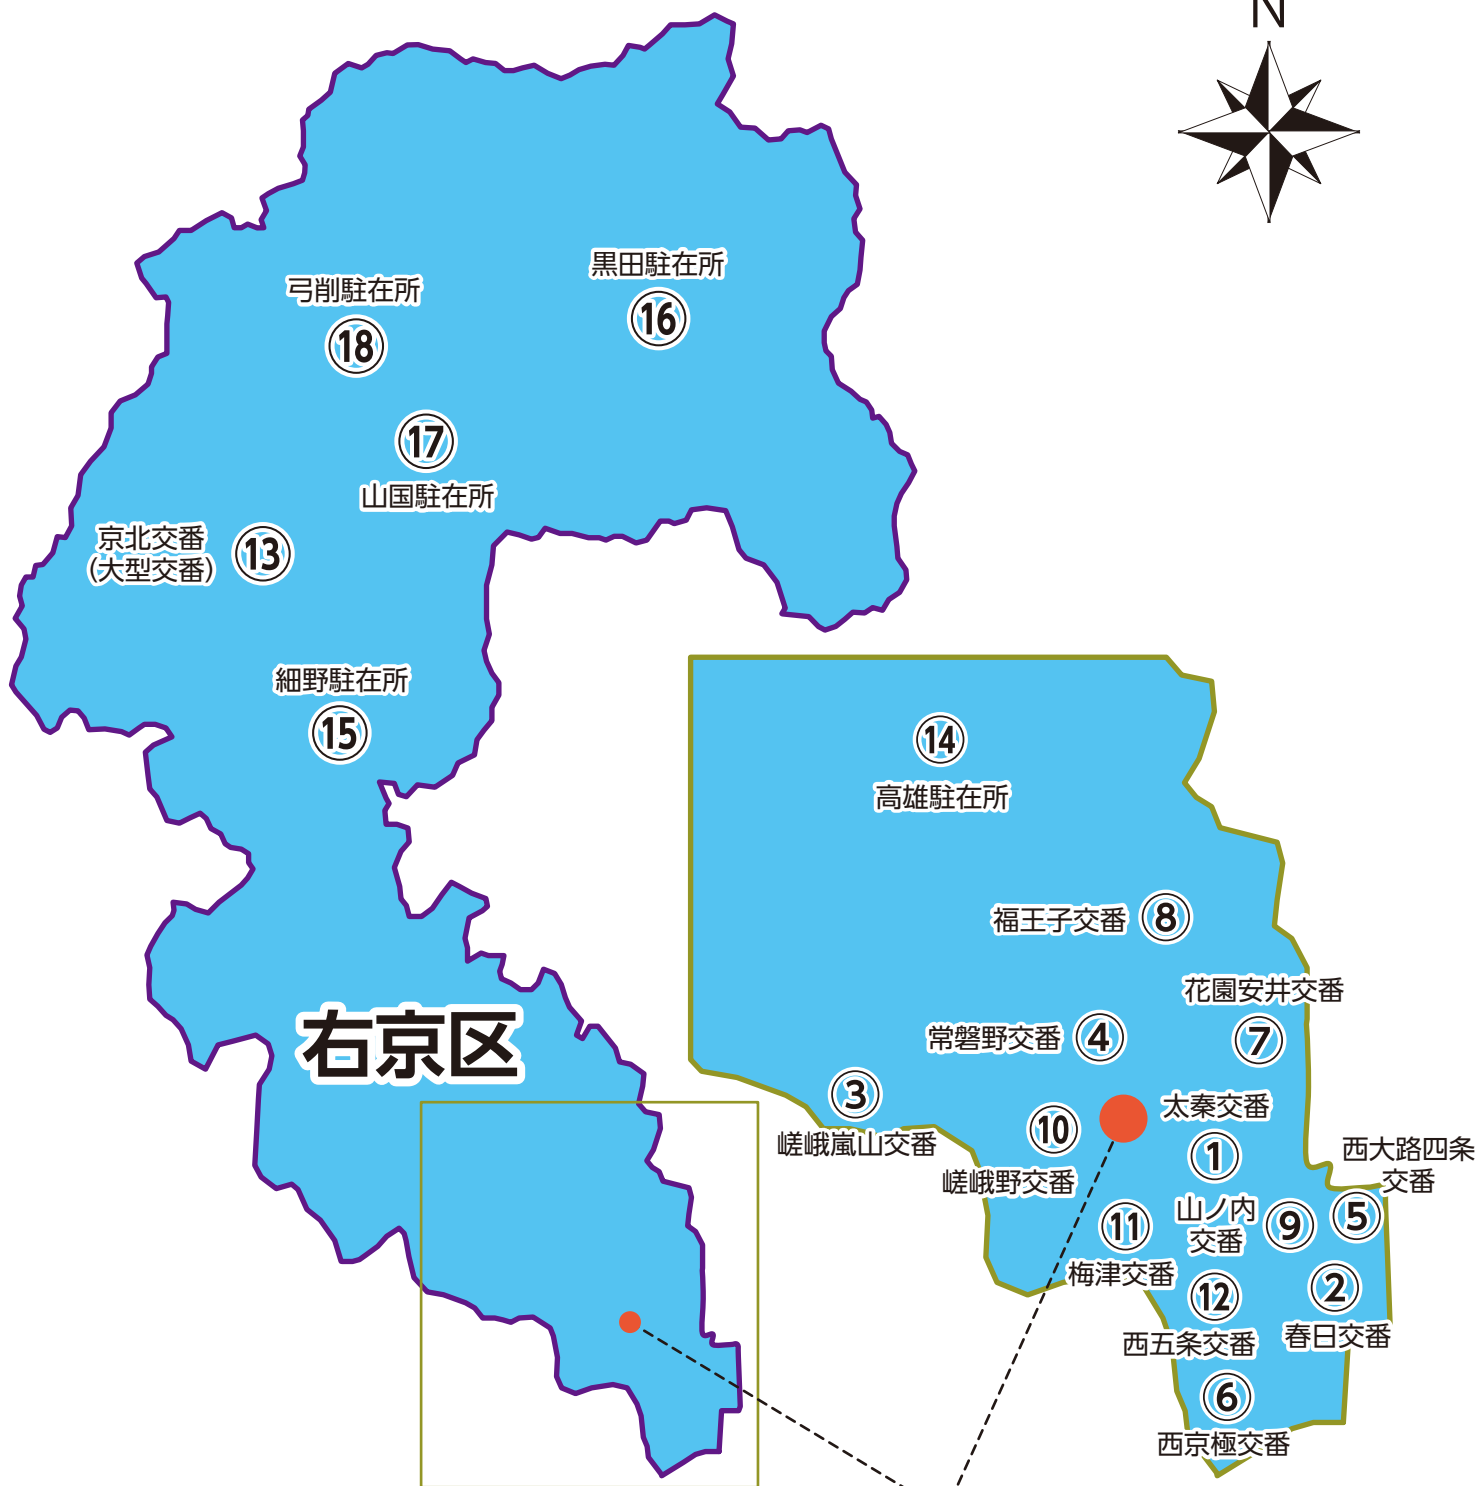 N
黒田駐在所
16
弓削駐在所
18
17
山国駐在所
京北交番
（大型交番）
13
細野駐在所
15
右京区
14
高雄駐在所
福王子交番
8
花園安井交番
7
常磐野交番
4
3
嵯峨嵐山交番
10
嵯峨野交番
太秦交番
1
西大路四条
交番
5
山ノ内
交番
9
11
梅津交番
2
春日交番
12
西五条交番
6
西京極交番